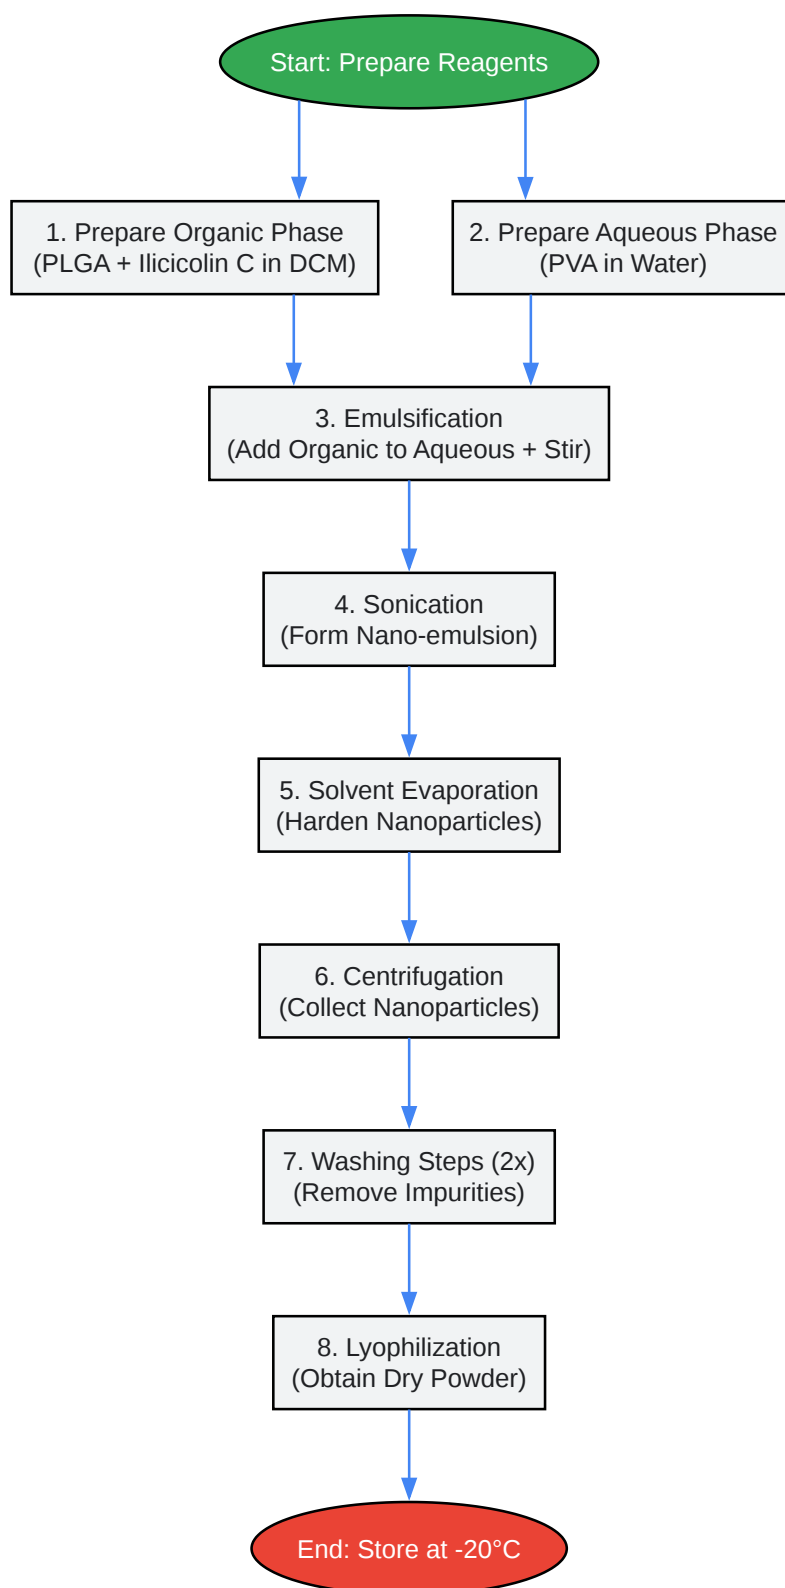 Start: Prepare Reagents
1. Prepare Organic Phase
(PLGA + Ilicicolin C in DCM)
2. Prepare Aqueous Phase
(PVA in Water)
3. Emulsification
(Add Organic to Aqueous + Stir)
4. Sonication
(Form Nano-emulsion)
5. Solvent Evaporation
(Harden Nanoparticles)
6. Centrifugation
(Collect Nanoparticles)
7. Washing Steps (2x)
(Remove Impurities)
8. Lyophilization
(Obtain Dry Powder)
End: Store at -20°C